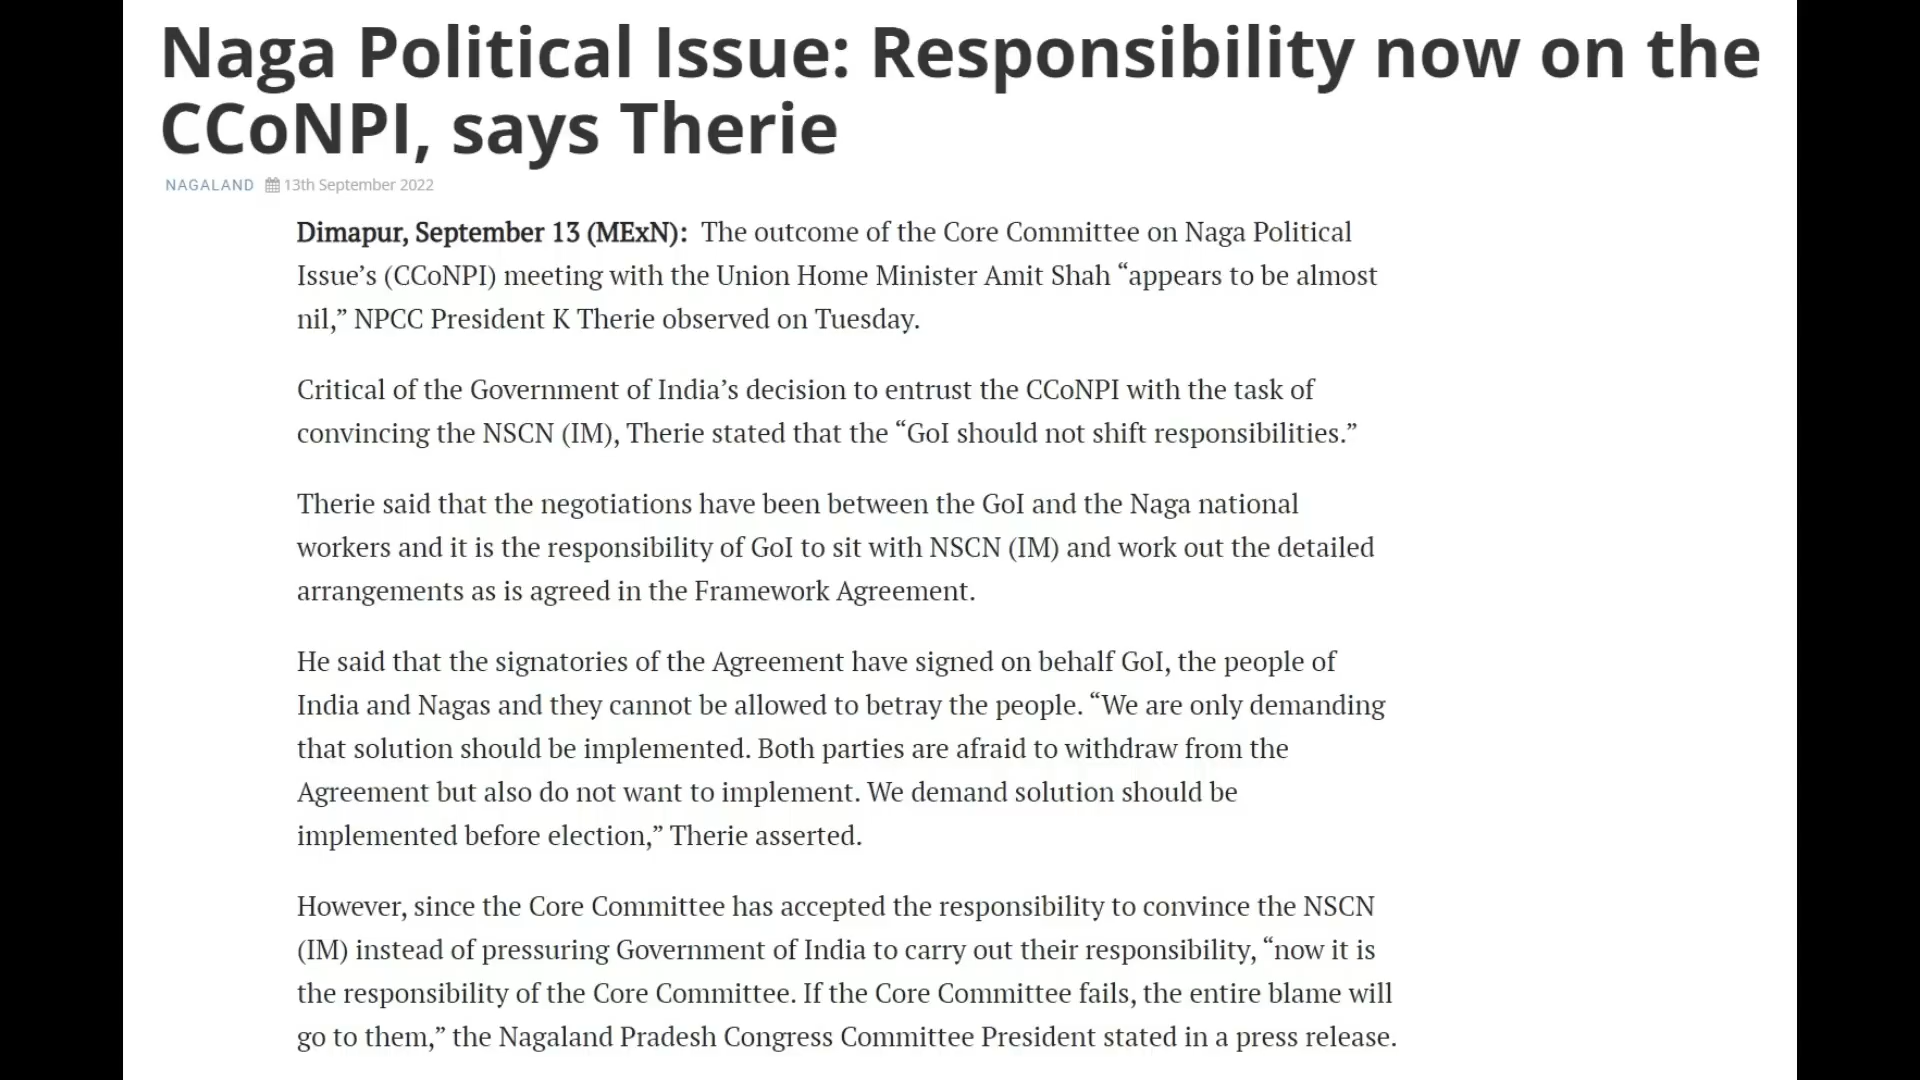 Naga Political Issue: Responsibility now on the
CCoNPI, says Therie
NAGALAND 13th September 2022
Dimapur, September 13 (MExN): The outcome of the Core Committee on Naga Political
Issue’s (CCoNPI) meeting with the Union Home Minister Amit Shah “appears to be almost
nil,” NPCC President K Therie observed on Tuesday.
Critical of the Government of India’s decision to entrust the CCoNPI with the task of
convincing the NSCN (IM), Therie stated that the “GoI should not shift responsibilities.”
Therie said that the negotiations have been between the GoI and the Naga national
workers and it is the responsibility of GoI to sit with NSCN (IM) and work out the detailed
arrangements as is agreed in the Framework Agreement.
He said that the signatories of the Agreement have signed on behalf GoI, the people of
India and Nagas and they cannot be allowed to betray the people. “We are only demanding
that solution should be implemented. Both parties are afraid to withdraw from the
Agreement but also do not want to implement. We demand solution should be
implemented before election,” Therie asserted.
However, since the Core Committee has accepted the responsibility to convince the NSCN
(IM) instead of pressuring Government of India to carry out their responsibility, “now it is
the responsibility of the Core Committee. If the Core Committee fails, the entire blame will
go to them,” the Nagaland Pradesh Congress Committee President stated in a press release.